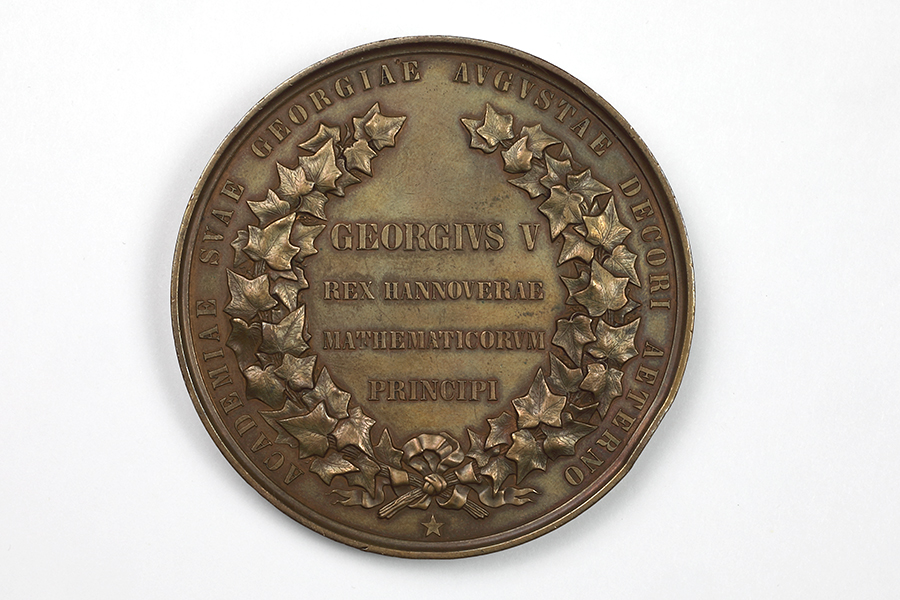 ACADEMIAE SVAE GEORGIAE AVGVSTAE DECORI AETERNO
GEORGIVS V
REX HANNOVERAE
MATHEMATICORVM
PRINCIPI